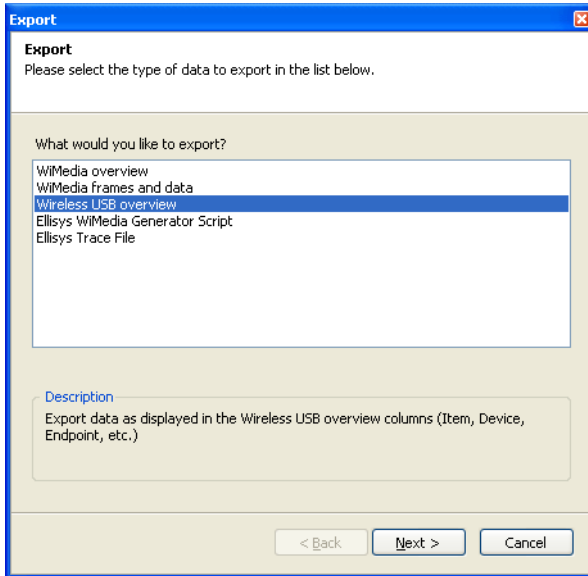 Export
Export
Please select the type of data to export in the list below.
What would you like to export?
WiMedia overview
WiMedia frames and data
Wireless USB overview
Ellisys WiMedia Generator Script
Ellisys Trace File
Description
Export data as displayed in the Wireless USB overview columns (Item, Device,
Endpoint, etc.)
< Back Next > Cancel